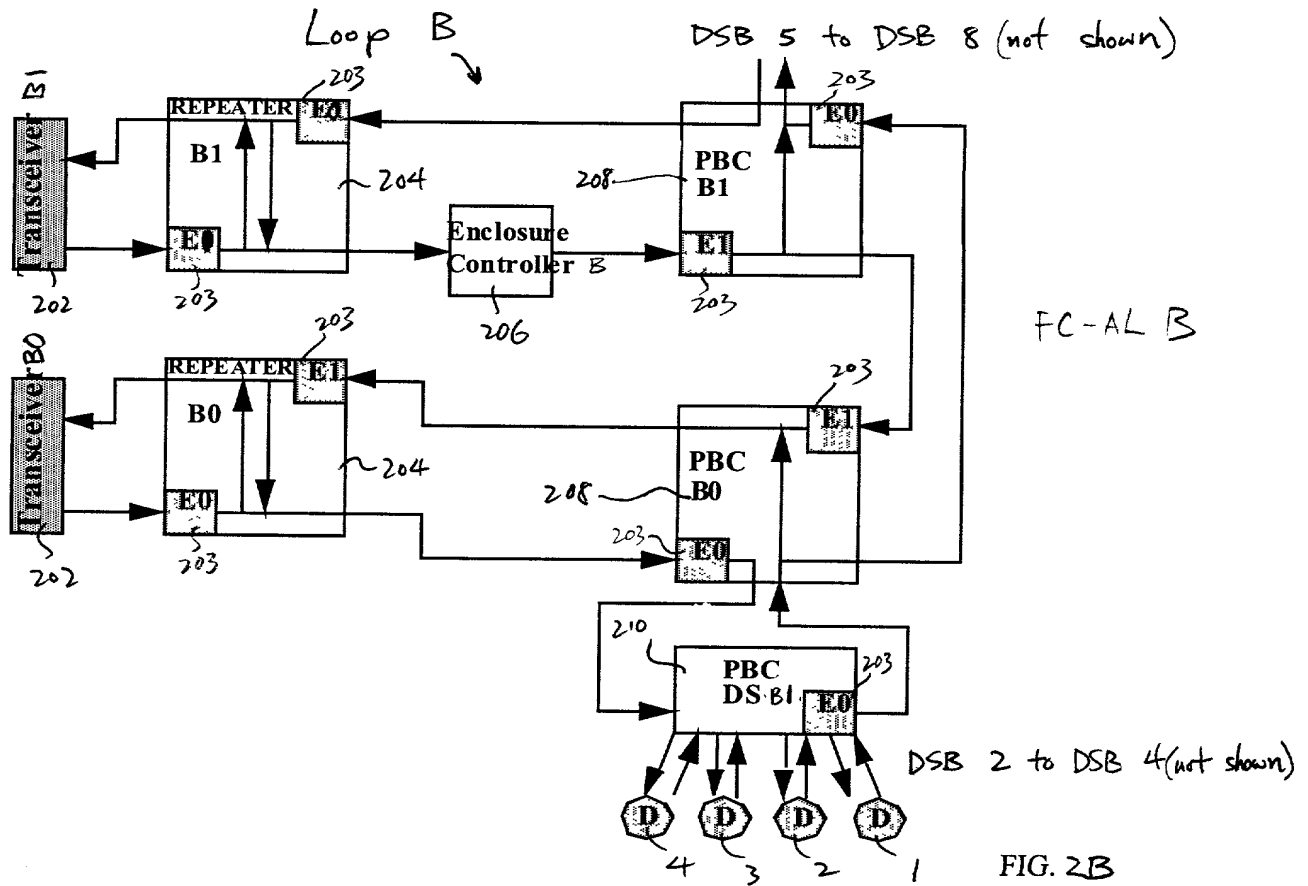 Loop B
DSB 5 to DSB 8 (not shown)
203
203
REPEATER
E0
E0
Transceiver B1
B1
PBC
B1
204
208
E0
Enclosure
Controller B
E1
202
203
206
203
FC-AL B
203
203
REPEATER
E1
E1
Transceiver B0
B0
PBC
B0
204
208
E0
203
E0
202
203
210
PBC
DS-B1
203
E0
DSB 2 to DSB 4 (not shown)
D
D
D
D
4
3
2
1
FIG. 2B